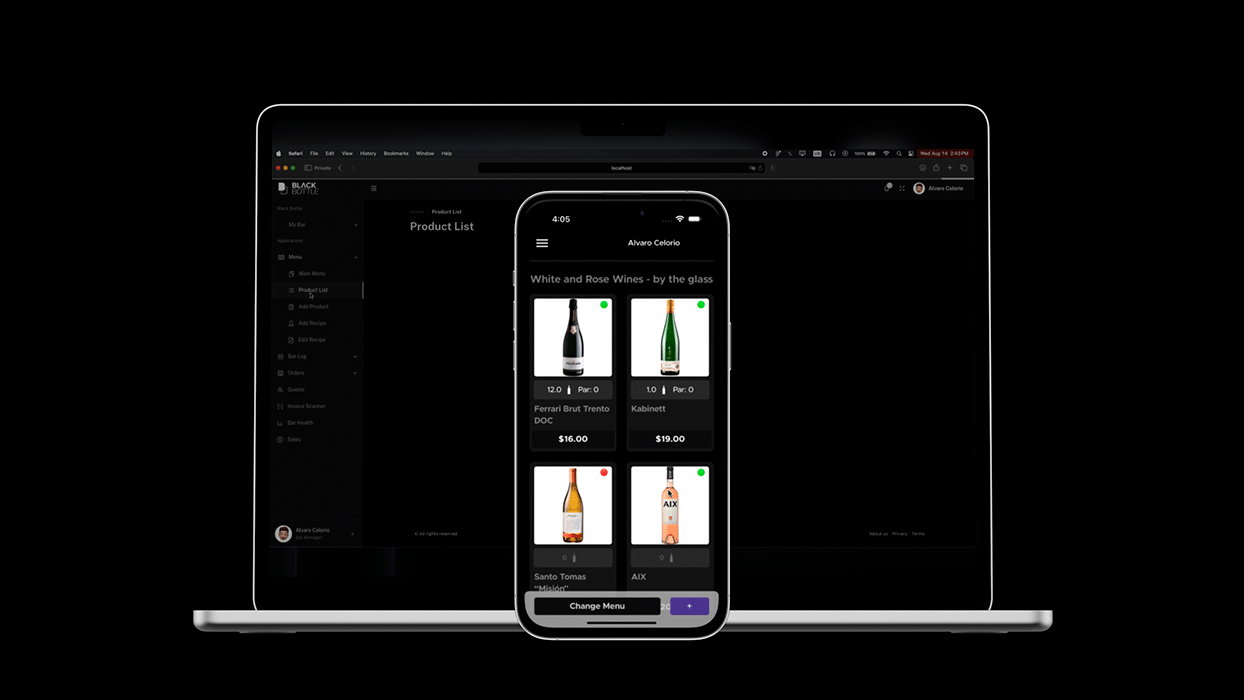 Safari File Edit View History Bookmarks Window Help
100%
Wed Aug 14 2:43 PM
Private
localhost
BLACK
BOTTLE
Alvaro Celorio
Black Bottle
My Bar
Applications
Menu
Main Menu
Product List
Add Product
Add Recipe
Edit Recipe
Bar Log
Orders
Guests
Invoice Scanner
Bar Health
Sales
Alvaro Celorio
Bar Manager
Home Product List
Product List
© All rights reserved
About us Privacy Terms
4:05
Alvaro Celorio
White and Rose Wines - by the glass
12.0 Par: 0
Ferrari Brut Trento
DOC
$16.00
1.0 Par: 0
Kabinett
$19.00
0
Santo Tomas
“Misión”
AIX
0
AIX
Change Menu
+